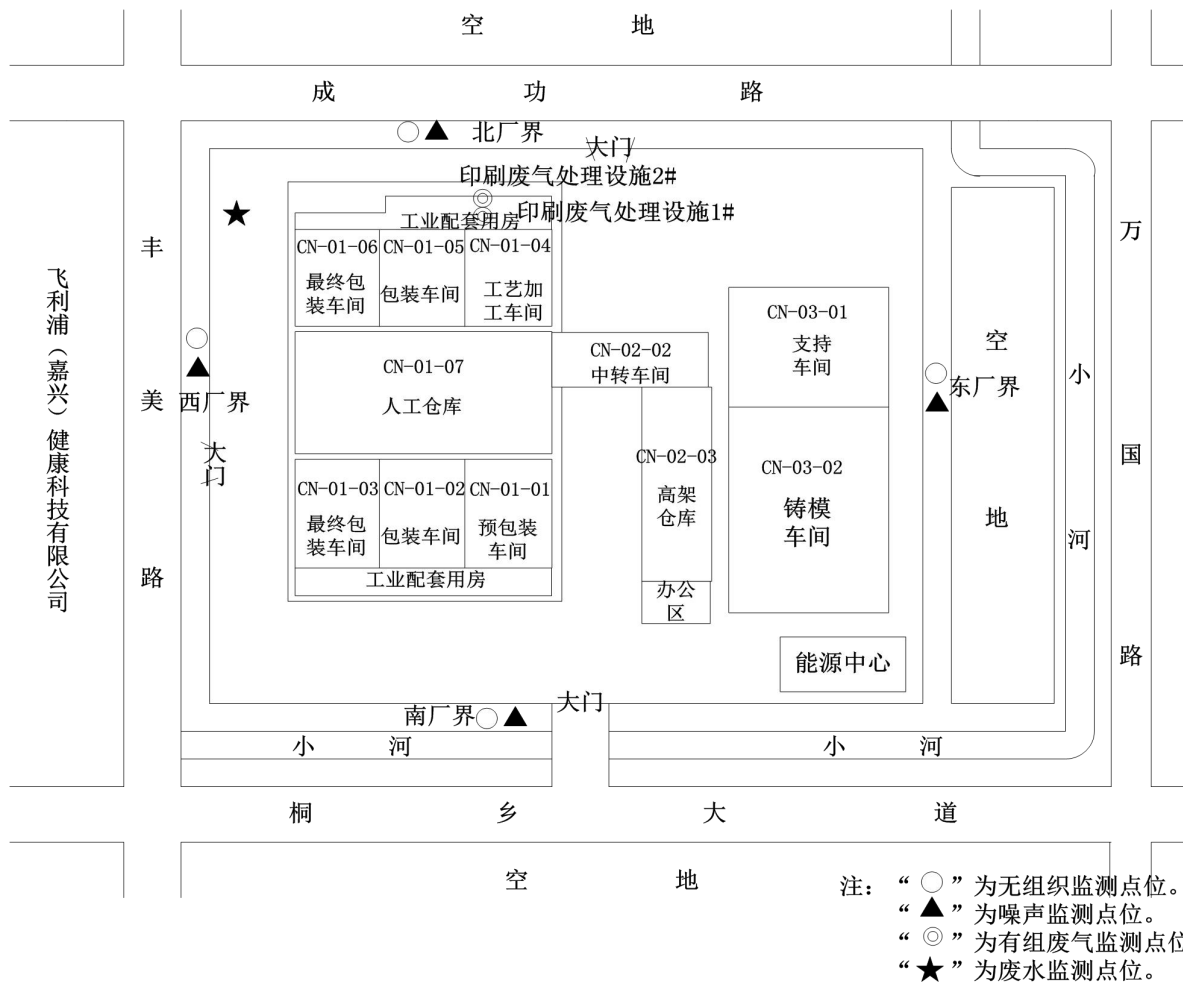 空 地
成 功 路
北厂界
大门
印刷废气处理设施2#
印刷废气处理设施1#
工业配套用房
CN-01-06
最终包
装车间
CN-01-05
包装车间
CN-01-04
工艺加
工车间
CN-01-07
人工仓库
CN-02-02
中转车间
CN-03-01
支持
车间
CN-02-03
高架
仓库
CN-03-02
铸模
车间
CN-01-03
最终包
装车间
CN-01-02
包装车间
CN-01-01
预包装
车间
工业配套用房
办公
区
能源中心
丰美路
飞利浦（嘉兴）健康科技有限公司
西厂界
大门
东厂界
空地
小河
万国路
南厂界
大门
小 河
小 河
桐 乡 大 道
空 地
注：“○”为无组织监测点位。
“▲”为噪声监测点位。
“◎”为有组废气监测点位
“★”为废水监测点位。